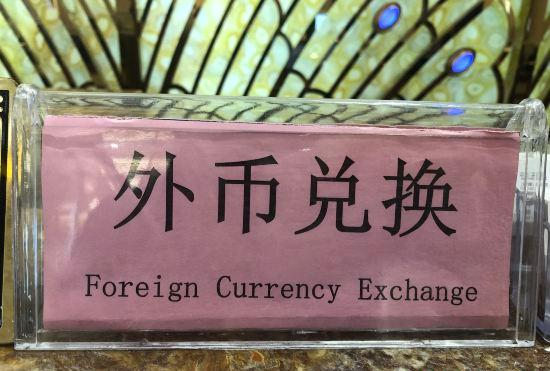 外币兑换
Foreign Currency Exchange